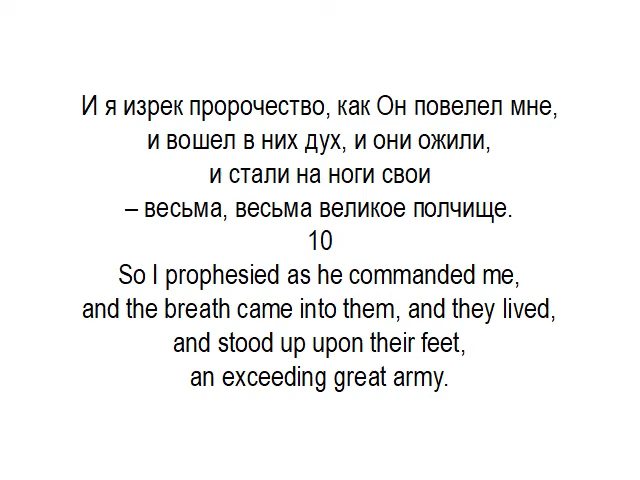 И я изрек пророчество, как Он повелел мне,
и вошел в них дух, и они ожили,
и стали на ноги свои
– весьма, весьма великое полчище.
10
So I prophesied as he commanded me,
and the breath came into them, and they lived,
and stood up upon their feet,
an exceeding great army.